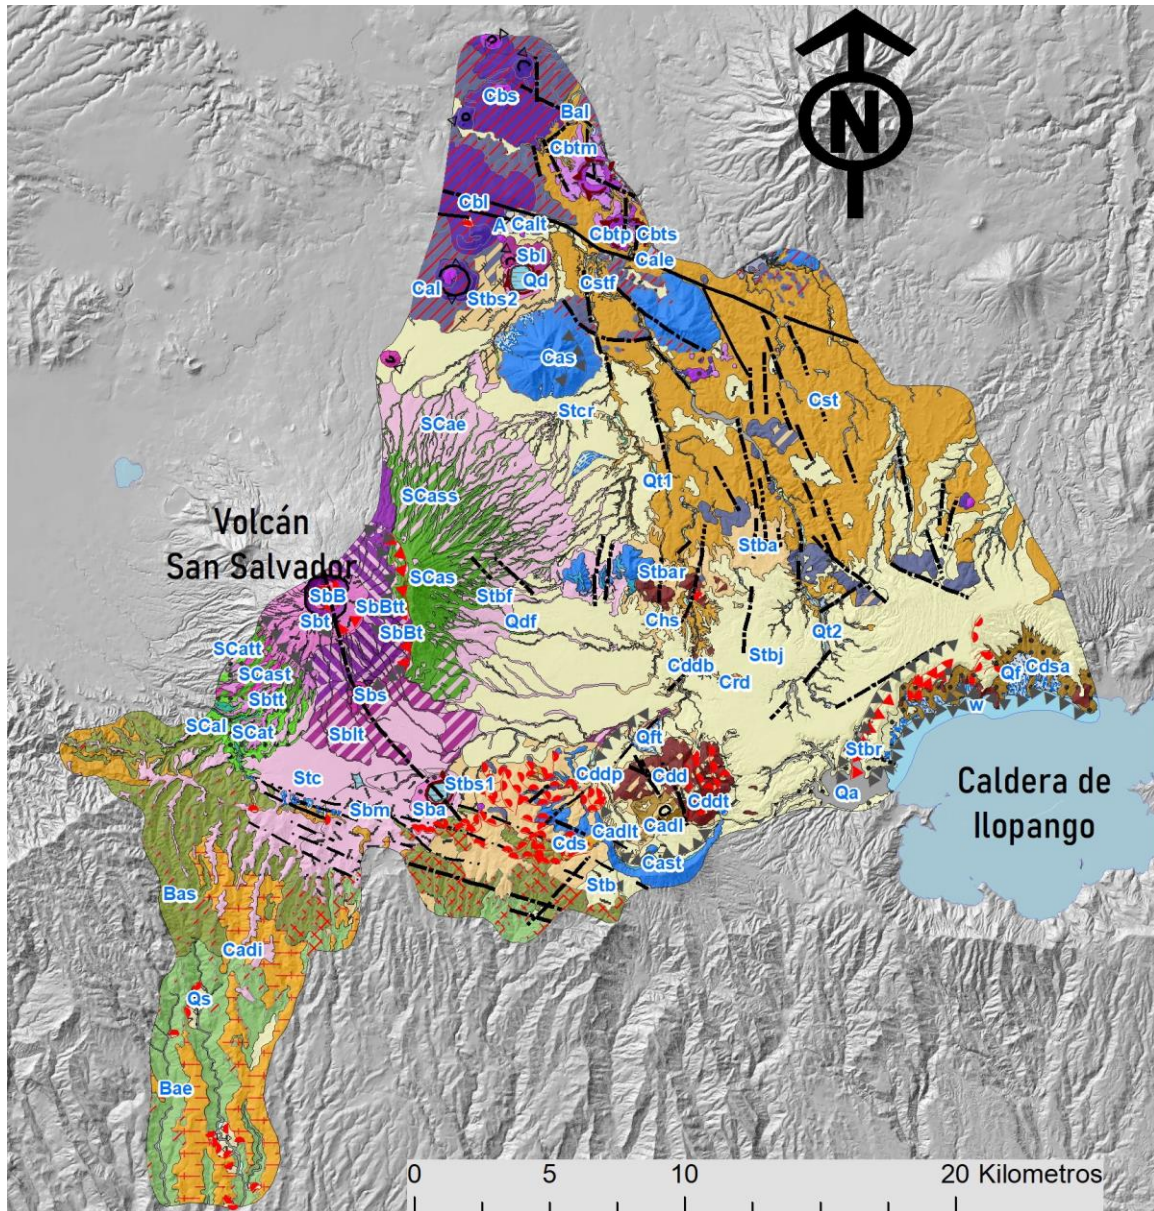 N
Cbs
Bal
Cbtm
Cbl
A
Calt
Cbtp
Cbts
Sbl
Cale
Cal
Qd
Cstf
Stbs2
Cas
Cst
Stcr
SCae
Qt1
SCass
Volcán
San Salvador
Stba
Stbar
SCas
SbB
SbBtt
Stbf
Chs
Sbt
SbBt
Qdf
Qt2
SCatt
Stbj
Cddb
SCast
Crd
Qf
Cdsa
Sbtt
Sbs
w
SCal
SCat
Sblt
Qft
Stbr
Stc
Stbs1
Cddp
Cdd
Qa
Caldera de
Ilopango
Sbm
Sba
Cddt
Cadlt
Cadl
Cds
Cast
Stb
Bas
Cadi
Qs
Bae
0 5 10 20 Kilometros